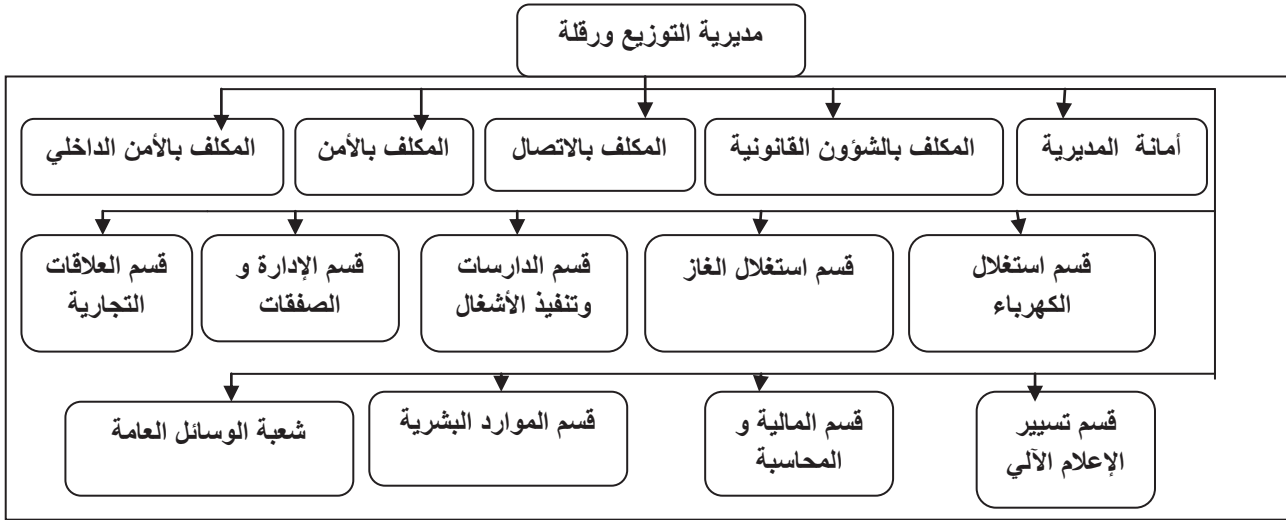 مديرية التوزيع ورقلة
أمانة المديرية
المكلف بالشؤون القانونية
المكلف بالاتصال
المكلف بالأمن
المكلف بالأمن الداخلي
قسم استغلال
الكهرباء
قسم استغلال الغاز
قسم الدارسات
وتنفيذ الأشغال
قسم الإدارة و
الصفقات
قسم العلاقات
التجارية
قسم تسيير
الإعلام الآلي
قسم المالية و
المحاسبة
قسم الموارد البشرية
شعبة الوسائل العامة